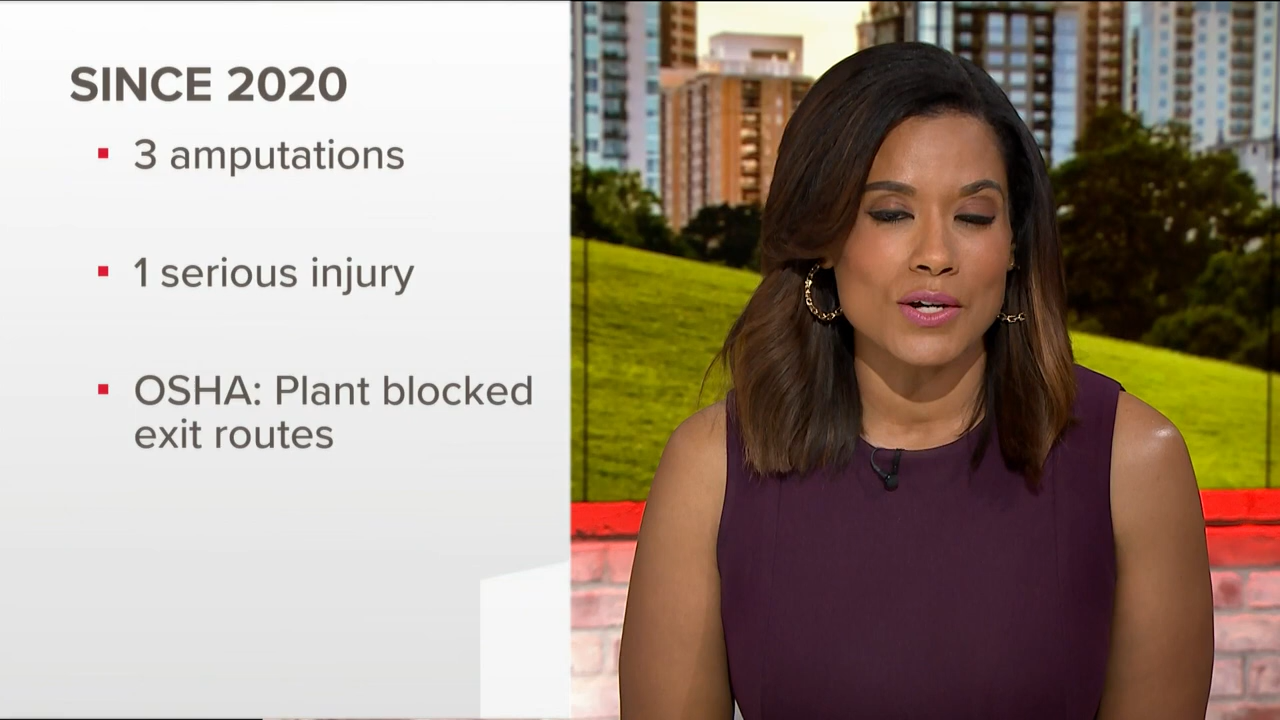 SINCE 2020
3 amputations
1 serious injury
OSHA: Plant blocked
exit routes